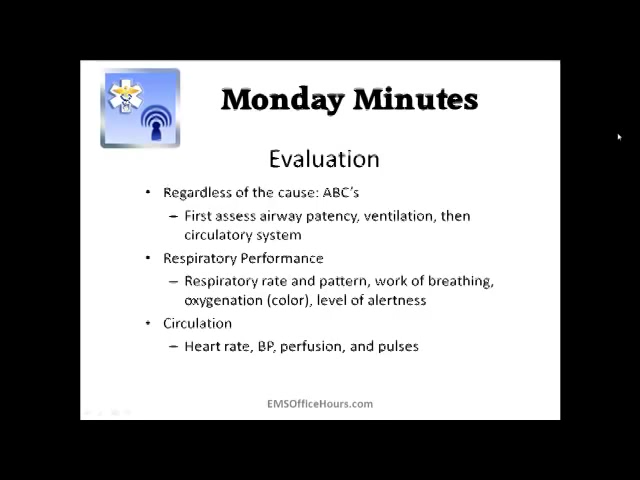 Monday Minutes
Evaluation
• Regardless of the cause: ABC's
– First assess airway patency, ventilation, then
circulatory system
• Respiratory Performance
– Respiratory rate and pattern, work of breathing,
oxygenation (color), level of alertness
• Circulation
– Heart rate, BP, perfusion, and pulses
EMSOfficeHours.com